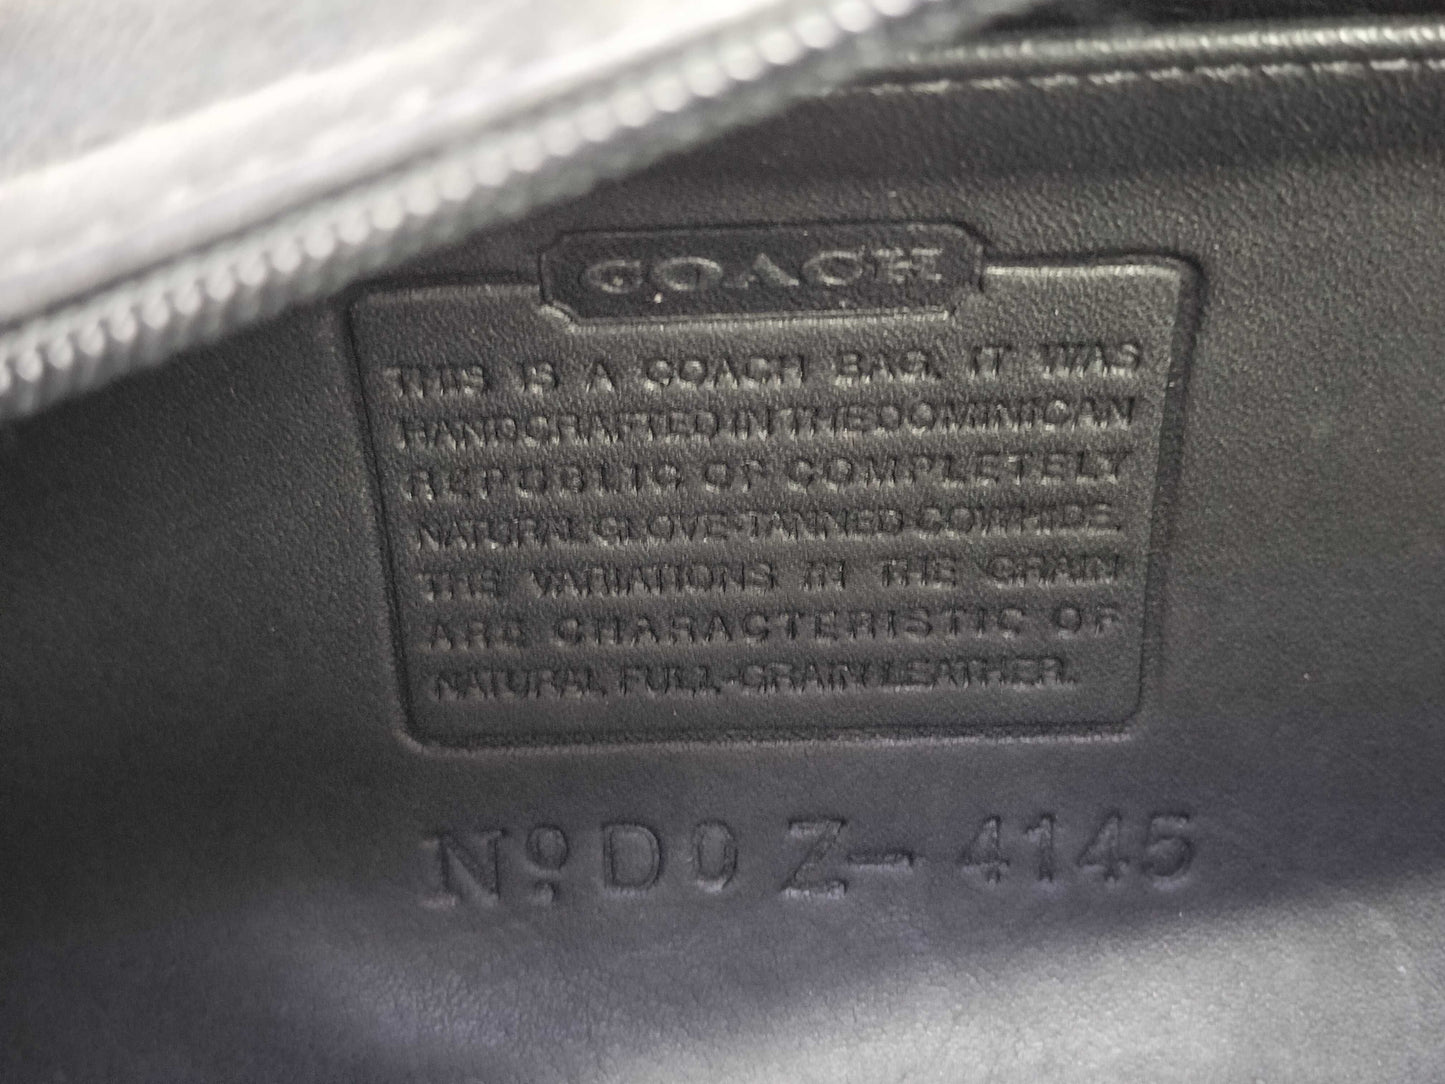 COACH
THIS IS A COACH BAG. IT WAS
HANDCRAFTED IN THE DOMINICAN
REPUBLIC OF COMPLETELY
NATURAL GLOVE-TANNED COWHIDE.
THE VARIATIONS IN THE GRAIN
ARE CHARACTERISTIC OF
NATURAL FULL-GRAIN LEATHER.
Nº D0Z-4145